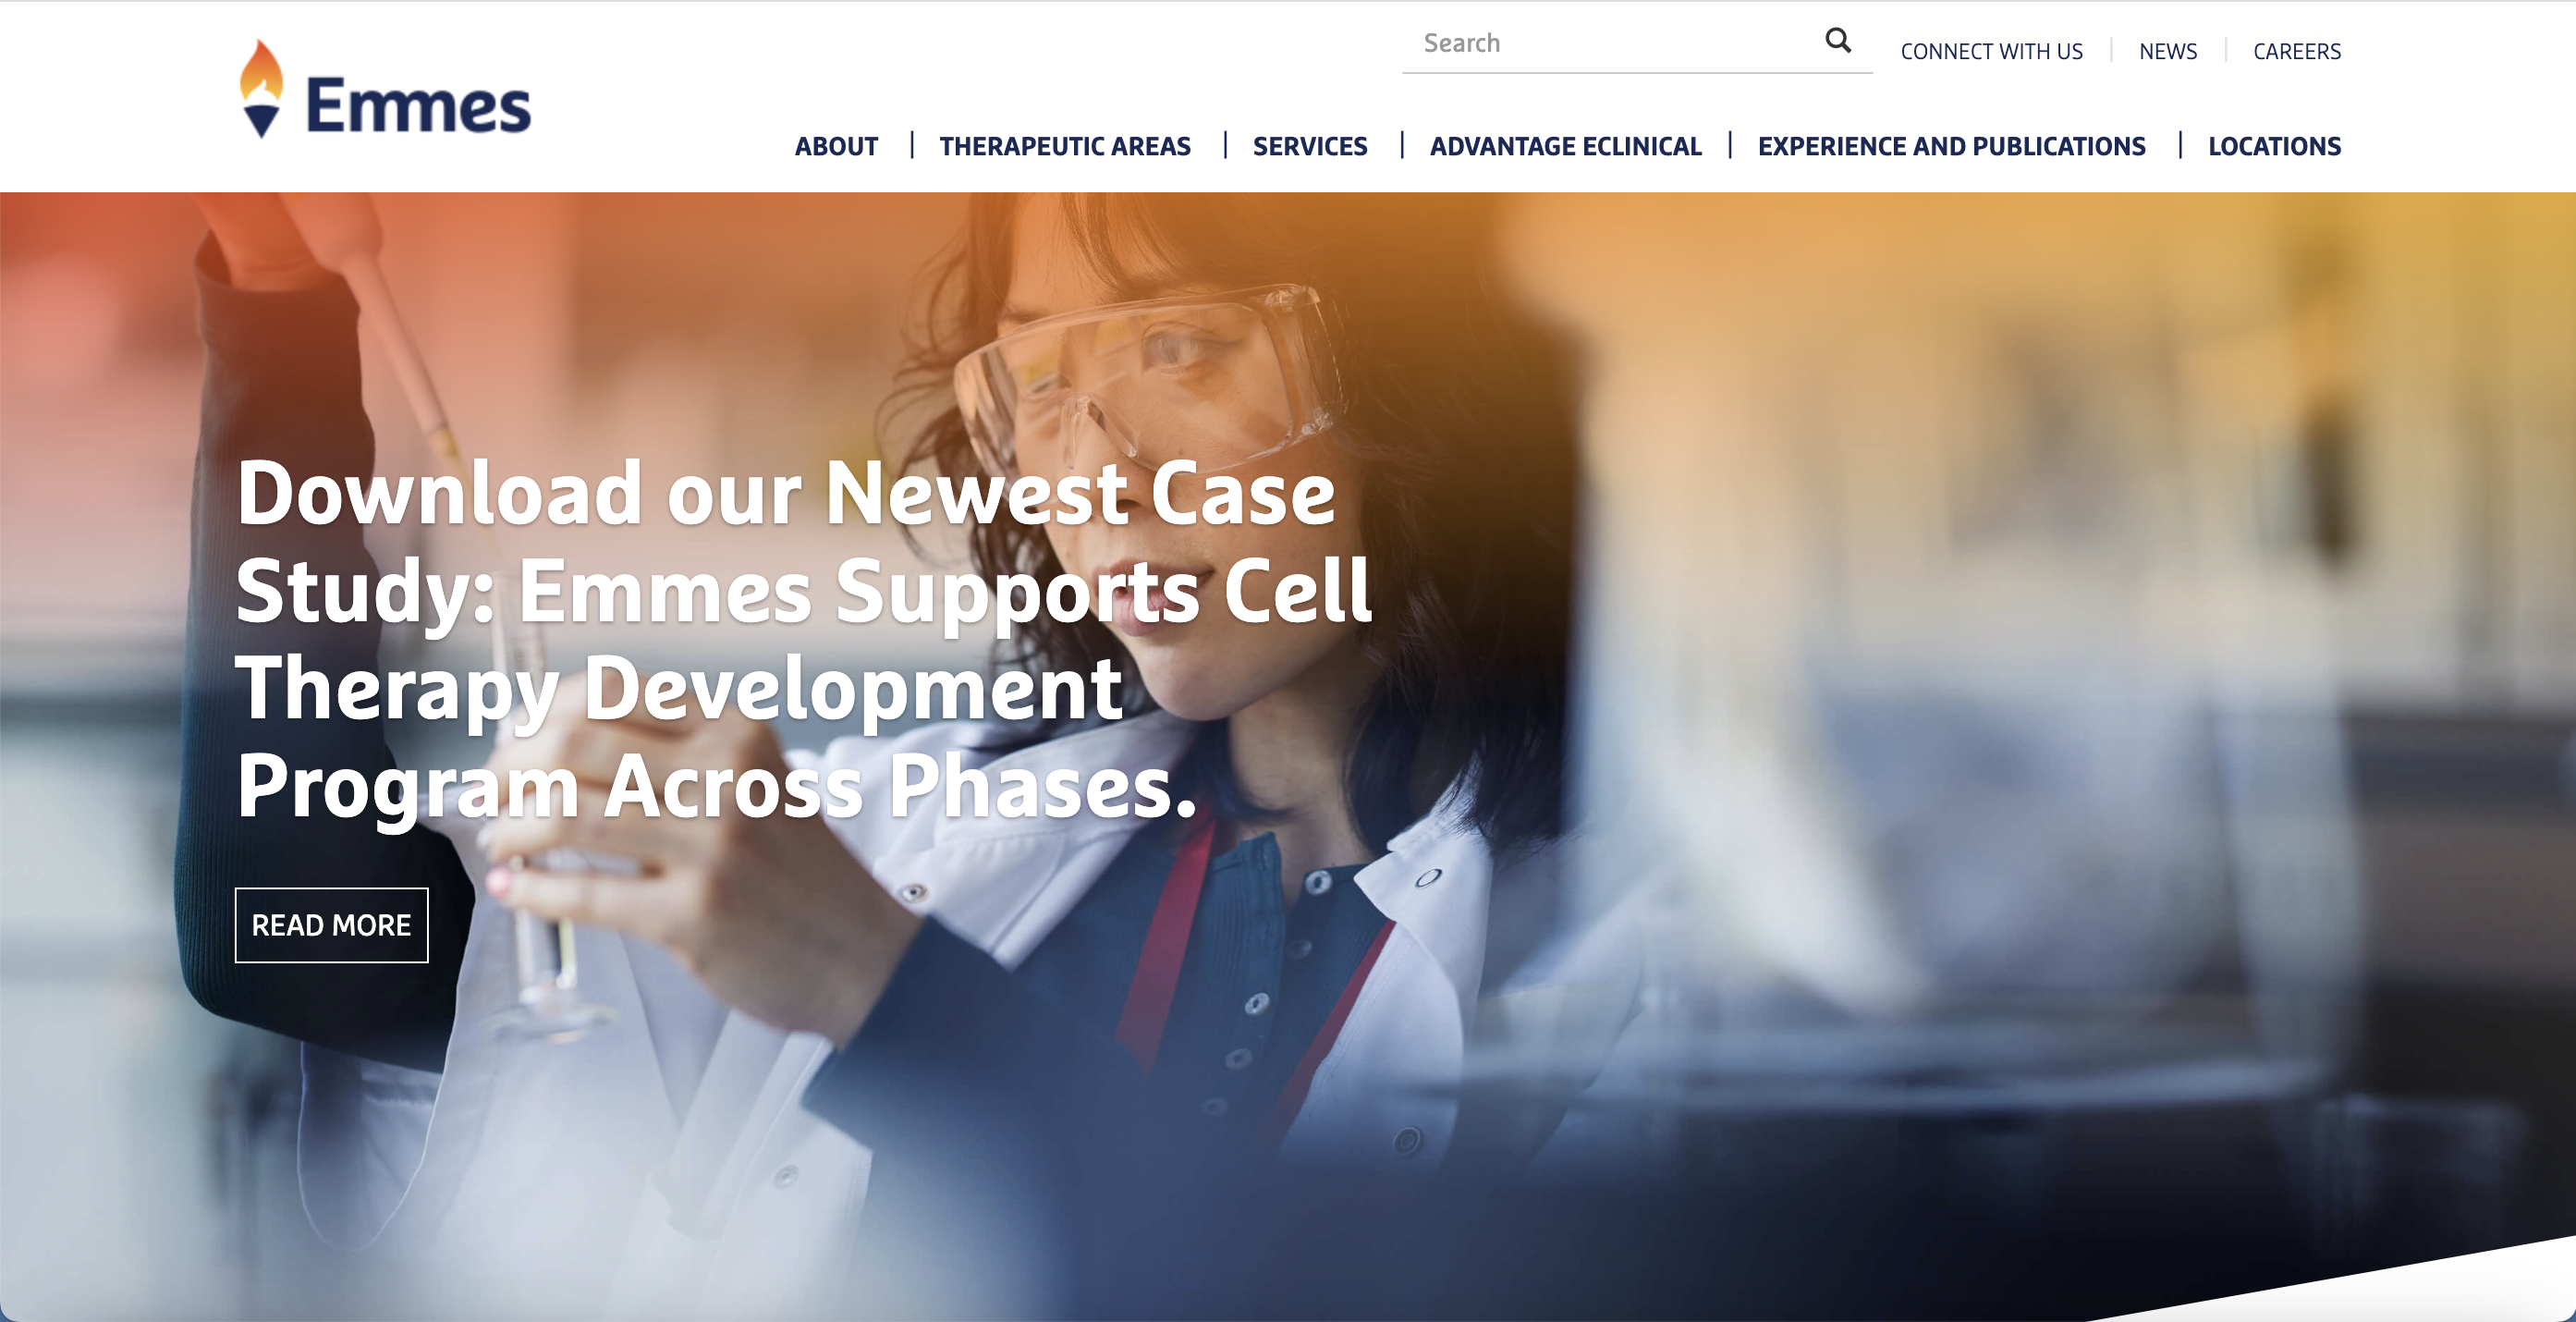 Emmes
Search
CONNECT WITH US
NEWS
CAREERS
ABOUT
THERAPEUTIC AREAS
SERVICES
ADVANTAGE ECLINICAL
EXPERIENCE AND PUBLICATIONS
LOCATIONS
Download our Newest Case
Study: Emmes Supports Cell
Therapy Development
Program Across Phases.
READ MORE